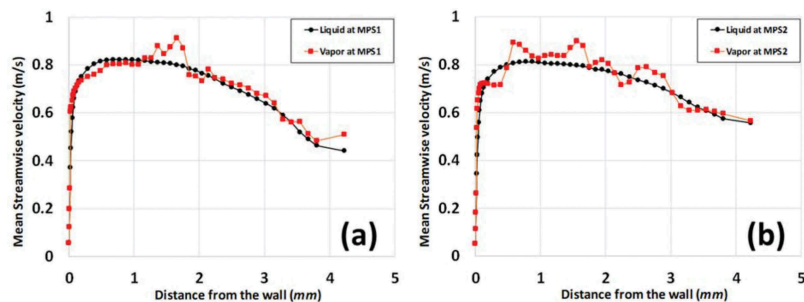 Mean Streamwise velocity (m/s)
1
0.8
0.6
0.4
0.2
0
0
1
2
3
4
5
Distance from the wall (mm)
Liquid at MPS1
Vapor at MPS1
(a)
Mean Streamwise velocity (m/s)
1
0.8
0.6
0.4
0.2
0
0
1
2
3
4
5
Distance from the wall (mm)
Liquid at MPS2
Vapor at MPS2
(b)